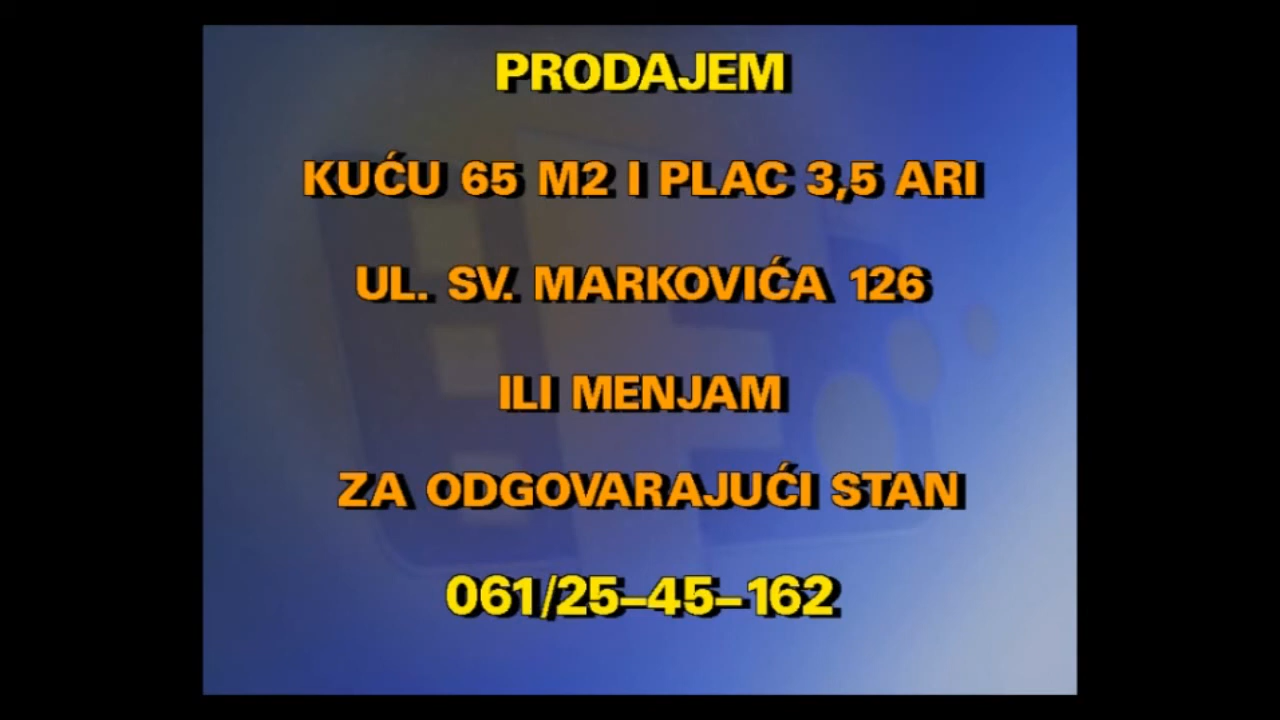 PRODAJEM
KUĆU 65 M2 I PLAC 3,5 ARI
UL. SV. MARKOVIĆA 126
ILI MENJAM
ZA ODGOVARAJUĆI STAN
061/25-45-162